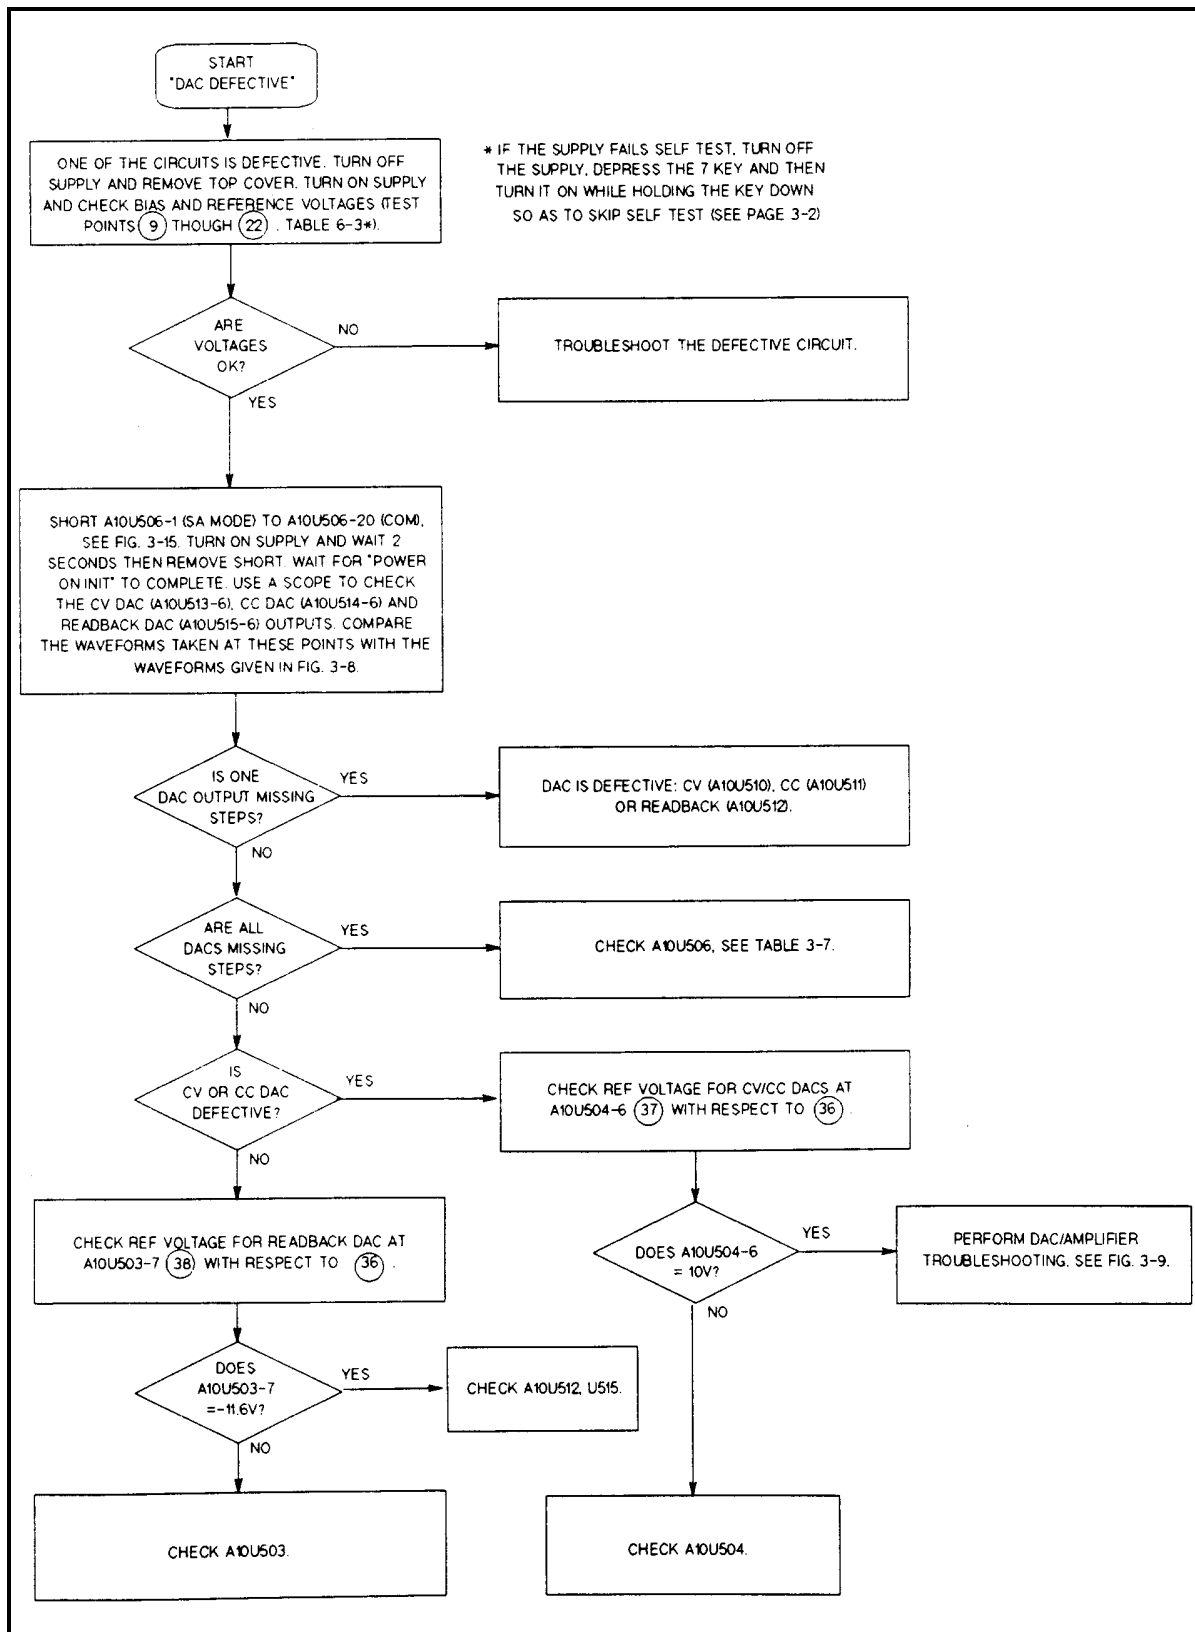 START
"DAC DEFECTIVE"
ONE OF THE CIRCUITS IS DEFECTIVE. TURN OFF
SUPPLY AND REMOVE TOP COVER. TURN ON SUPPLY
AND CHECK BIAS AND REFERENCE VOLTAGES (TEST
POINTS 9 THOUGH 22 . TABLE 6-3*).
* IF THE SUPPLY FAILS SELF TEST, TURN OFF
THE SUPPLY, DEPRESS THE 7 KEY AND THEN
TURN IT ON WHILE HOLDING THE KEY DOWN
SO AS TO SKIP SELF TEST (SEE PAGE 3-2)
ARE
VOLTAGES
OK?
NO
TROUBLESHOOT THE DEFECTIVE CIRCUIT.
YES
SHORT A10U506-1 (SA MODE) TO A10U506-20 (COM),
SEE FIG. 3-15. TURN ON SUPPLY AND WAIT 2
SECONDS THEN REMOVE SHORT. WAIT FOR "POWER
ON INIT" TO COMPLETE. USE A SCOPE TO CHECK
THE CV DAC (A10U513-6), CC DAC (A10U514-6) AND
READBACK DAC (A10U515-6) OUTPUTS. COMPARE
THE WAVEFORMS TAKEN AT THESE POINTS WITH THE
WAVEFORMS GIVEN IN FIG. 3-8.
IS ONE
DAC OUTPUT MISSING
STEPS?
YES
DAC IS DEFECTIVE: CV (A10U510), CC (A10U511)
OR READBACK (A10U512).
NO
ARE ALL
DACS MISSING
STEPS?
YES
CHECK A10U506, SEE TABLE 3-7.
NO
IS
CV OR CC DAC
DEFECTIVE?
YES
CHECK REF VOLTAGE FOR CV/CC DACS AT
A10U504-6 37 WITH RESPECT TO 36 .
NO
CHECK REF VOLTAGE FOR READBACK DAC AT
A10U503-7 38 WITH RESPECT TO 36 .
DOES A10U504-6
= 10V?
YES
PERFORM DAC/AMPLIFIER
TROUBLESHOOTING. SEE FIG. 3-9.
NO
DOES
A10U503-7
=-11.6V?
YES
CHECK A10U512, U515.
NO
CHECK A10U503.
CHECK A10U504.